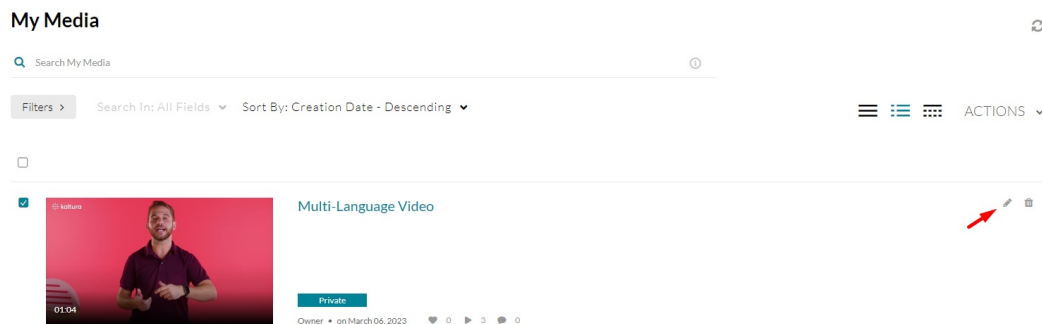 My Media
Search My Media
Filters >
Search In: All Fields
Sort By: Creation Date - Descending
ACTIONS
kaltura
Multi-Language Video
01:04
Private
Owner • on March 06, 2023 0 3 0